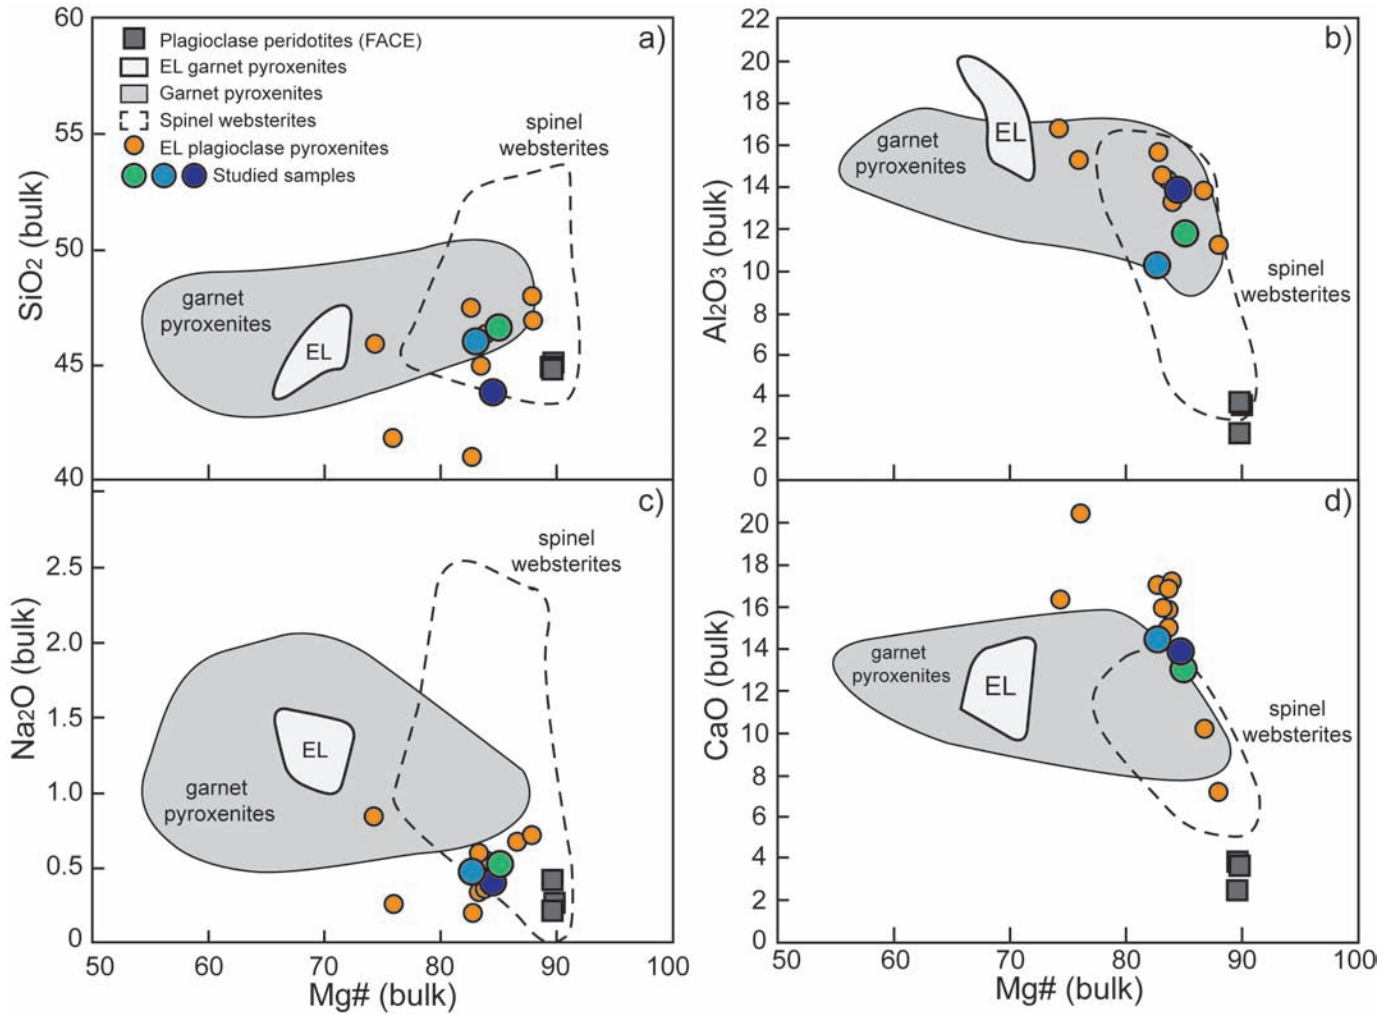 60
55
50
45
40
SiO2 (bulk)
a)
Plagioclase peridotites (FACE)
EL garnet pyroxenites
Garnet pyroxenites
Spinel websterites
EL plagioclase pyroxenites
Studied samples
spinel
websterites
garnet
pyroxenites
EL
22
20
18
16
14
12
10
8
6
4
2
0
Al2O3 (bulk)
b)
garnet
pyroxenites
EL
spinel
websterites
2.5
2.0
1.5
1.0
0.5
0
Na2O (bulk)
c)
spinel
websterites
EL
garnet
pyroxenites
50
60
70
80
90
100
Mg# (bulk)
20
18
16
14
12
10
8
6
4
2
0
CaO (bulk)
d)
garnet
pyroxenites
EL
spinel
websterites
50
60
70
80
90
100
Mg# (bulk)